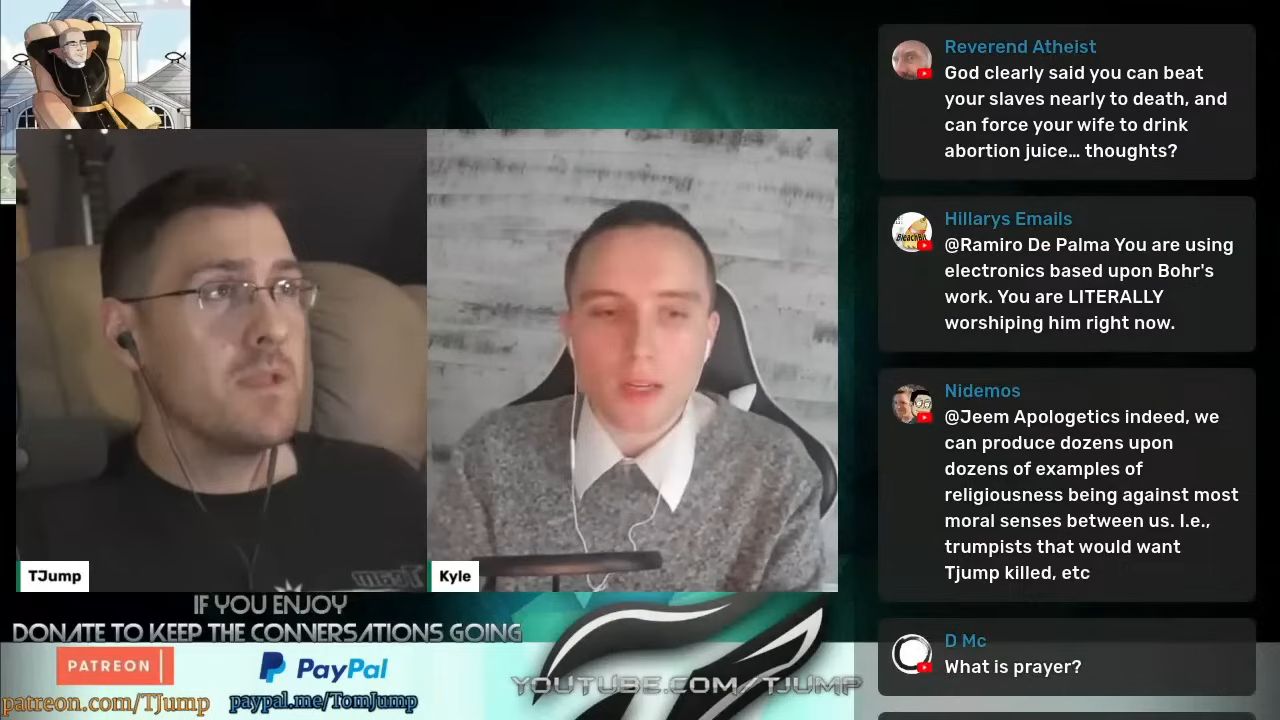 Reverend Atheist
God clearly said you can beat
your slaves nearly to death, and
can force your wife to drink
abortion juice... thoughts?
Hillarys Emails
@Ramiro De Palma You are using
electronics based upon Bohr's
work. You are LITERALLY
worshiping him right now.
Nidemos
@Jeem Apologetics indeed, we
can produce dozens upon
dozens of examples of
religiousness being against most
moral senses between us. I.e.,
trumpists that would want
Tjump killed, etc
D Mc
What is prayer?
TJump
Kyle
IF YOU ENJOY
DONATE TO KEEP THE CONVERSATIONS GOING
PATREON
PayPal
patreon.com/TJump
paypal.me/TomJump
YOUTUBE.COM/TJUMP